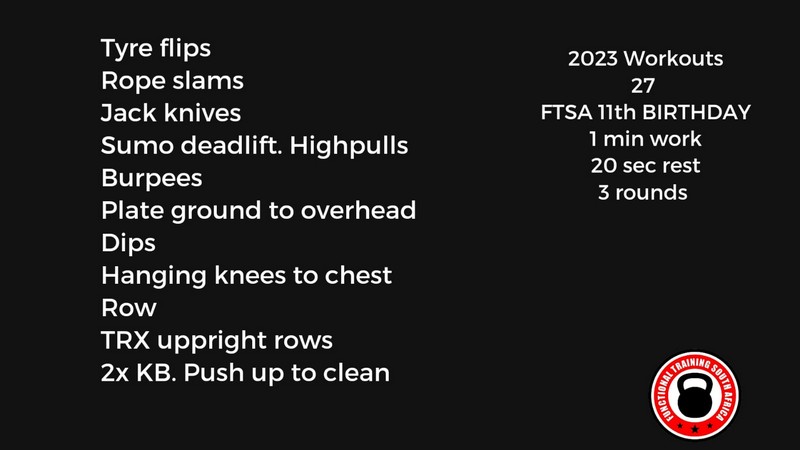 Tyre flips
Rope slams
Jack knives
Sumo deadlift. Highpulls
Burpees
Plate ground to overhead
Dips
Hanging knees to chest
Row
TRX uppright rows
2x KB. Push up to clean
2023 Workouts
27
FTSA 11th BIRTHDAY
1 min work
20 sec rest
3 rounds
FUNCTIONAL TRAINING SOUTH AFRICA